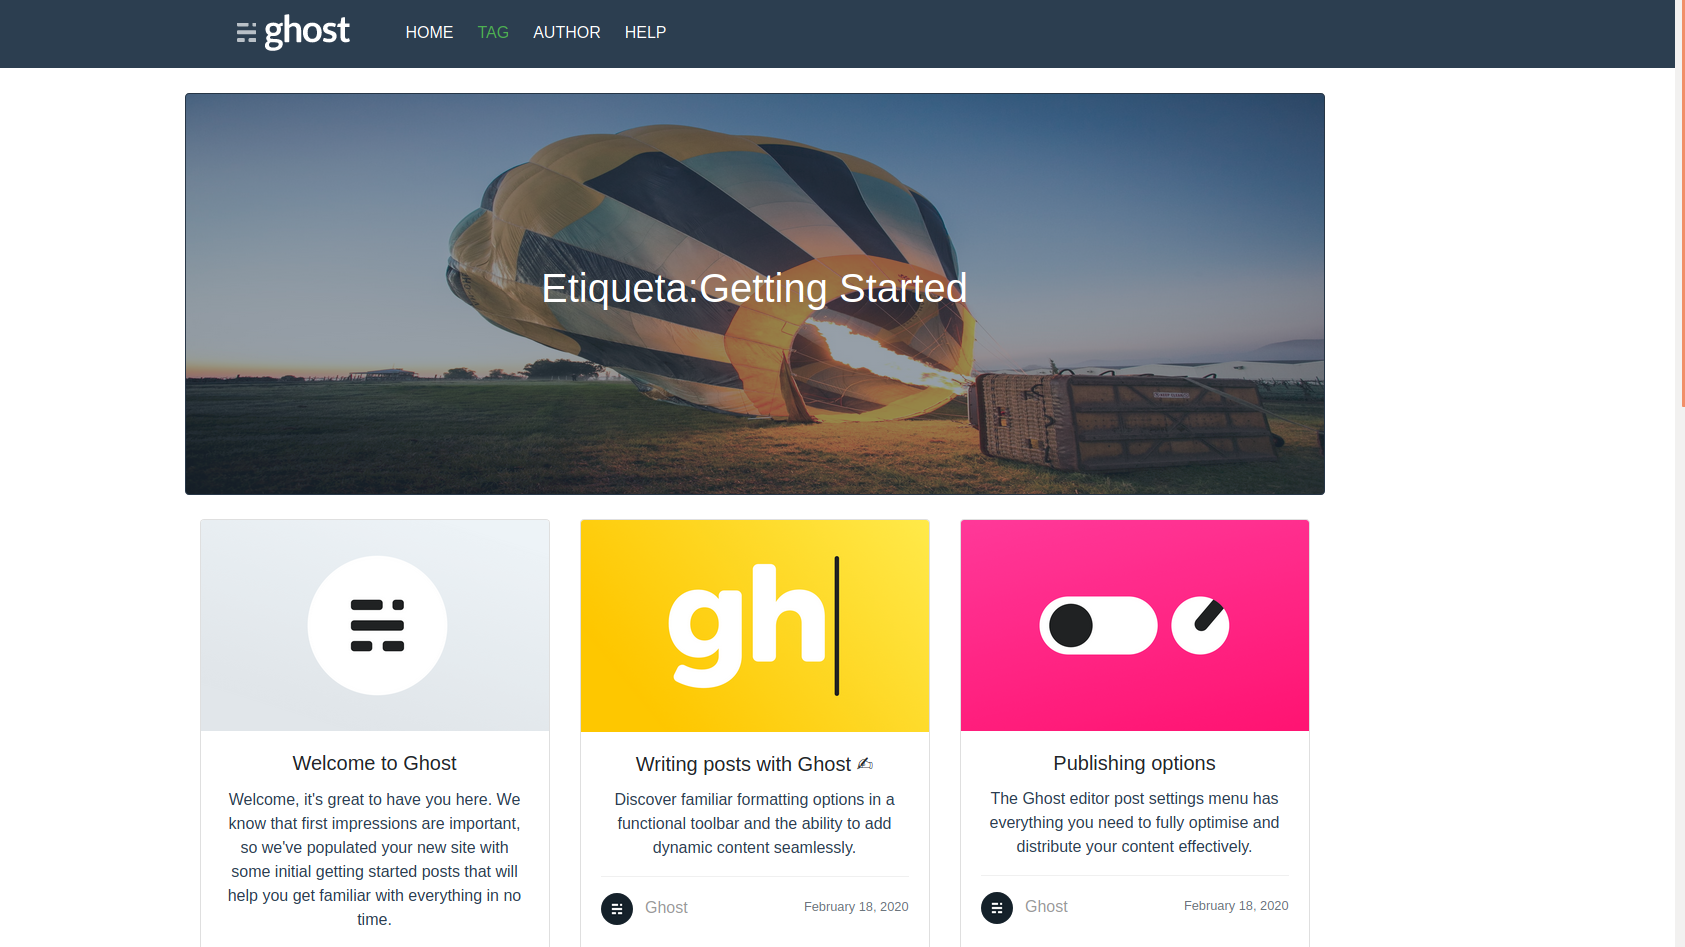 ghost HOME TAG AUTHOR HELP
Etiqueta:Getting Started
gh
Welcome to Ghost
Welcome, it's great to have you here. We
know that first impressions are important,
so we've populated your new site with
some initial getting started posts that will
help you get familiar with everything in no
time.
Writing posts with Ghost ✍
Discover familiar formatting options in a
functional toolbar and the ability to add
dynamic content seamlessly.
Ghost February 18, 2020
Publishing options
The Ghost editor post settings menu has
everything you need to fully optimise and
distribute your content effectively.
Ghost February 18, 2020